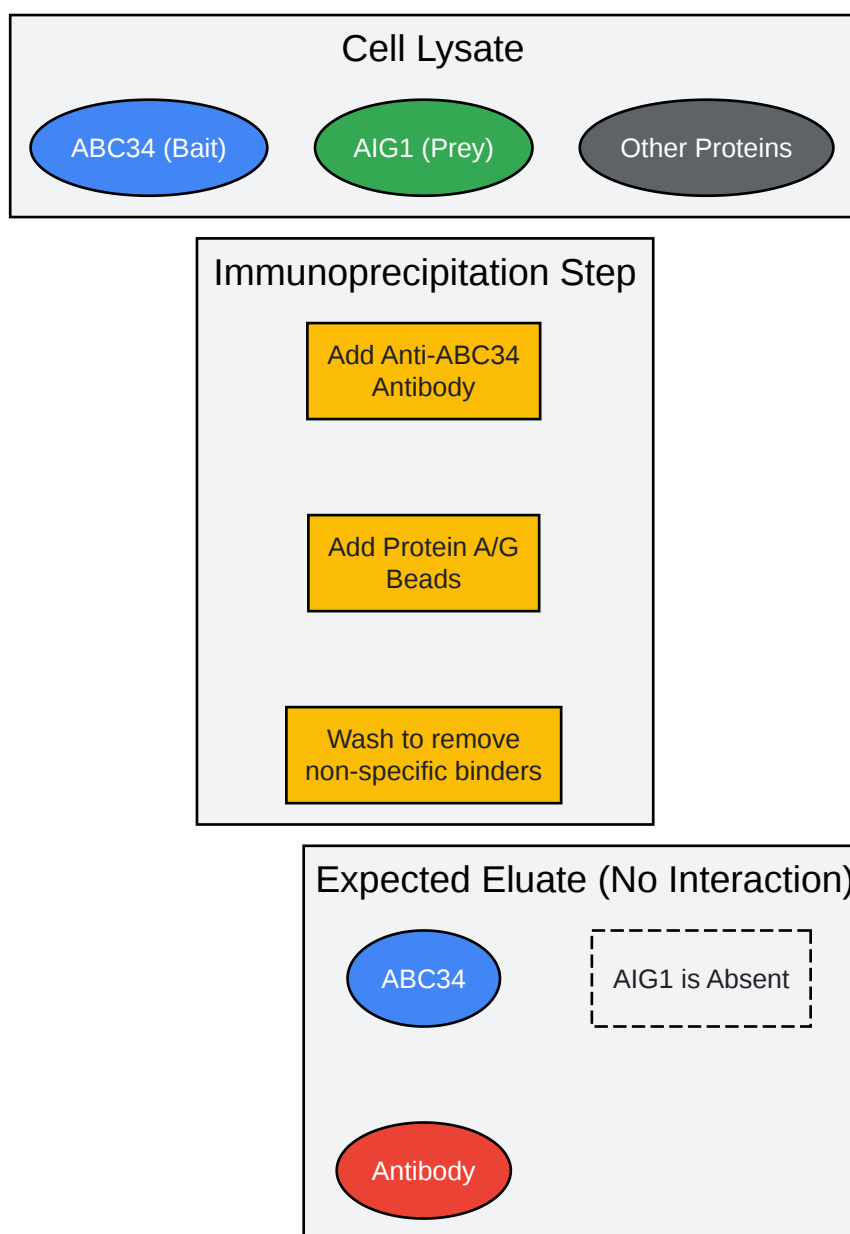 Cell Lysate
ABC34 (Bait)
AIG1 (Prey)
Other Proteins
Immunoprecipitation Step
Add Anti-ABC34
Antibody
Add Protein A/G
Beads
Wash to remove
non-specific binders
Expected Eluate (No Interaction)
ABC34
AIG1 is Absent
Antibody